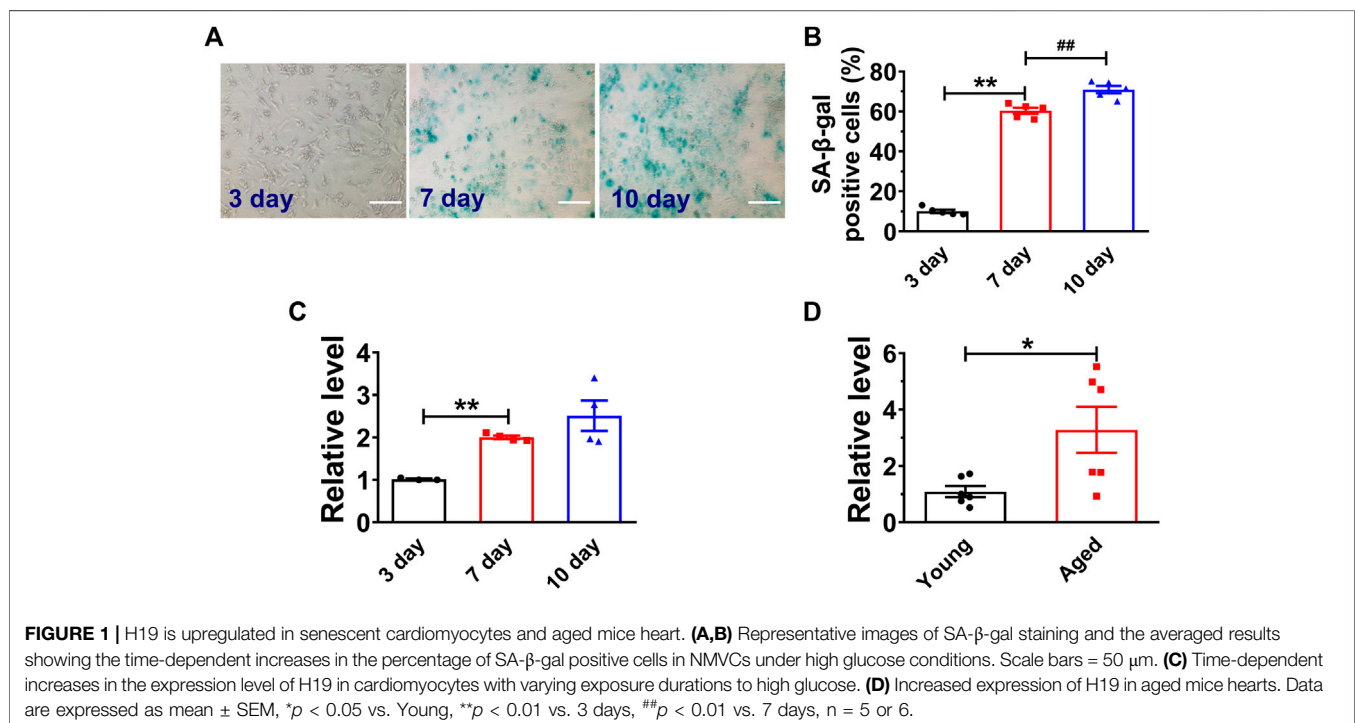 A
3 day
7 day
10 day
B
SA-β-gal
positive cells (%)
80
60
40
20
0
**
##
3 day
7 day
10 day
C
Relative level
4
3
2
1
0
**
3 day
7 day
10 day
D
Relative level
6
4
2
0
*
Young
Aged
FIGURE 1 | H19 is upregulated in senescent cardiomyocytes and aged mice heart. (A,B) Representative images of SA-β-gal staining and the averaged results
showing the time-dependent increases in the percentage of SA-β-gal positive cells in NMVCs under high glucose conditions. Scale bars = 50 μm. (C) Time-dependent
increases in the expression level of H19 in cardiomyocytes with varying exposure durations to high glucose. (D) Increased expression of H19 in aged mice hearts. Data
are expressed as mean ± SEM, *p < 0.05 vs. Young, **p < 0.01 vs. 3 days, ##p < 0.01 vs. 7 days, n = 5 or 6.